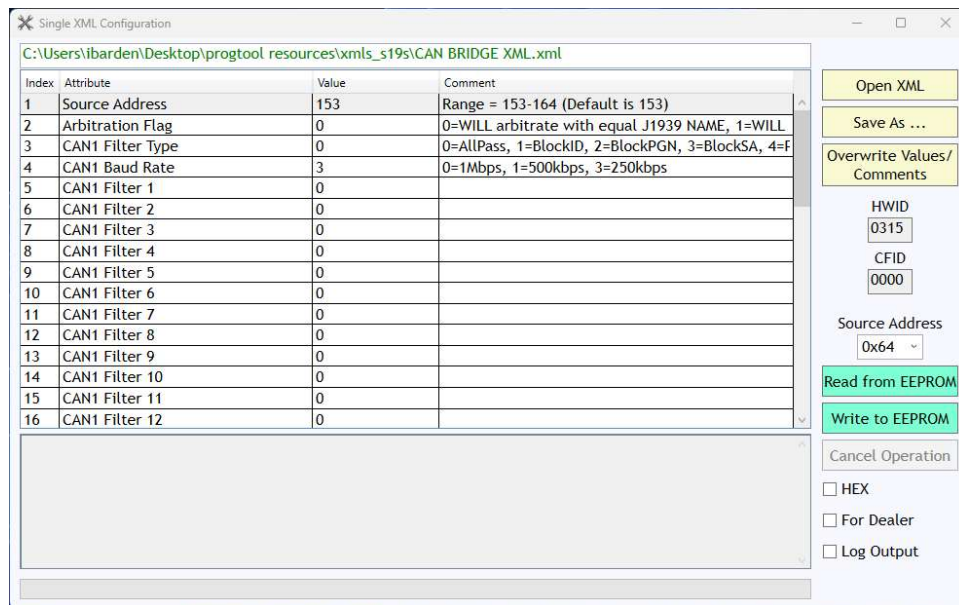 Single XML Configuration
C:\Users\ibarden\Desktop\progtool resources\xmls_s19s\CAN BRIDGE XML.xml
Index Attribute Value Comment
1 Source Address 153 Range = 153-164 (Default is 153)
2 Arbitration Flag 0 0=WILL arbitrate with equal J1939 NAME, 1=WILL
3 CAN1 Filter Type 0 0=AllPass, 1=BlockID, 2=BlockPGN, 3=BlockSA, 4=F
4 CAN1 Baud Rate 3 0=1Mbps, 1=500kbps, 3=250kbps
5 CAN1 Filter 1 0
6 CAN1 Filter 2 0
7 CAN1 Filter 3 0
8 CAN1 Filter 4 0
9 CAN1 Filter 5 0
10 CAN1 Filter 6 0
11 CAN1 Filter 7 0
12 CAN1 Filter 8 0
13 CAN1 Filter 9 0
14 CAN1 Filter 10 0
15 CAN1 Filter 11 0
16 CAN1 Filter 12 0
Open XML
Save As ...
Overwrite Values/
Comments
HWID
0315
CFID
0000
Source Address
0x64
Read from EEPROM
Write to EEPROM
Cancel Operation
HEX
For Dealer
Log Output